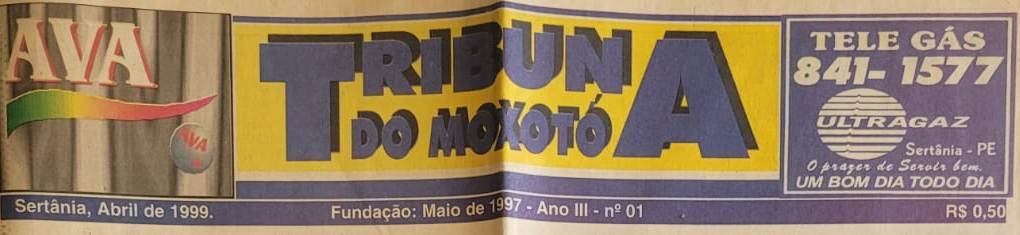 AVA
AVA
TRIBUNA
DO MOXOTÓ
TELE GÁS
841- 1577
ULTRAGAZ
Sertânia - PE
O prazer de Servir bem.
UM BOM DIA TODO DIA
Sertânia, Abril de 1999.
Fundação: Maio de 1997 - Ano III - nº 01
R$ 0,50